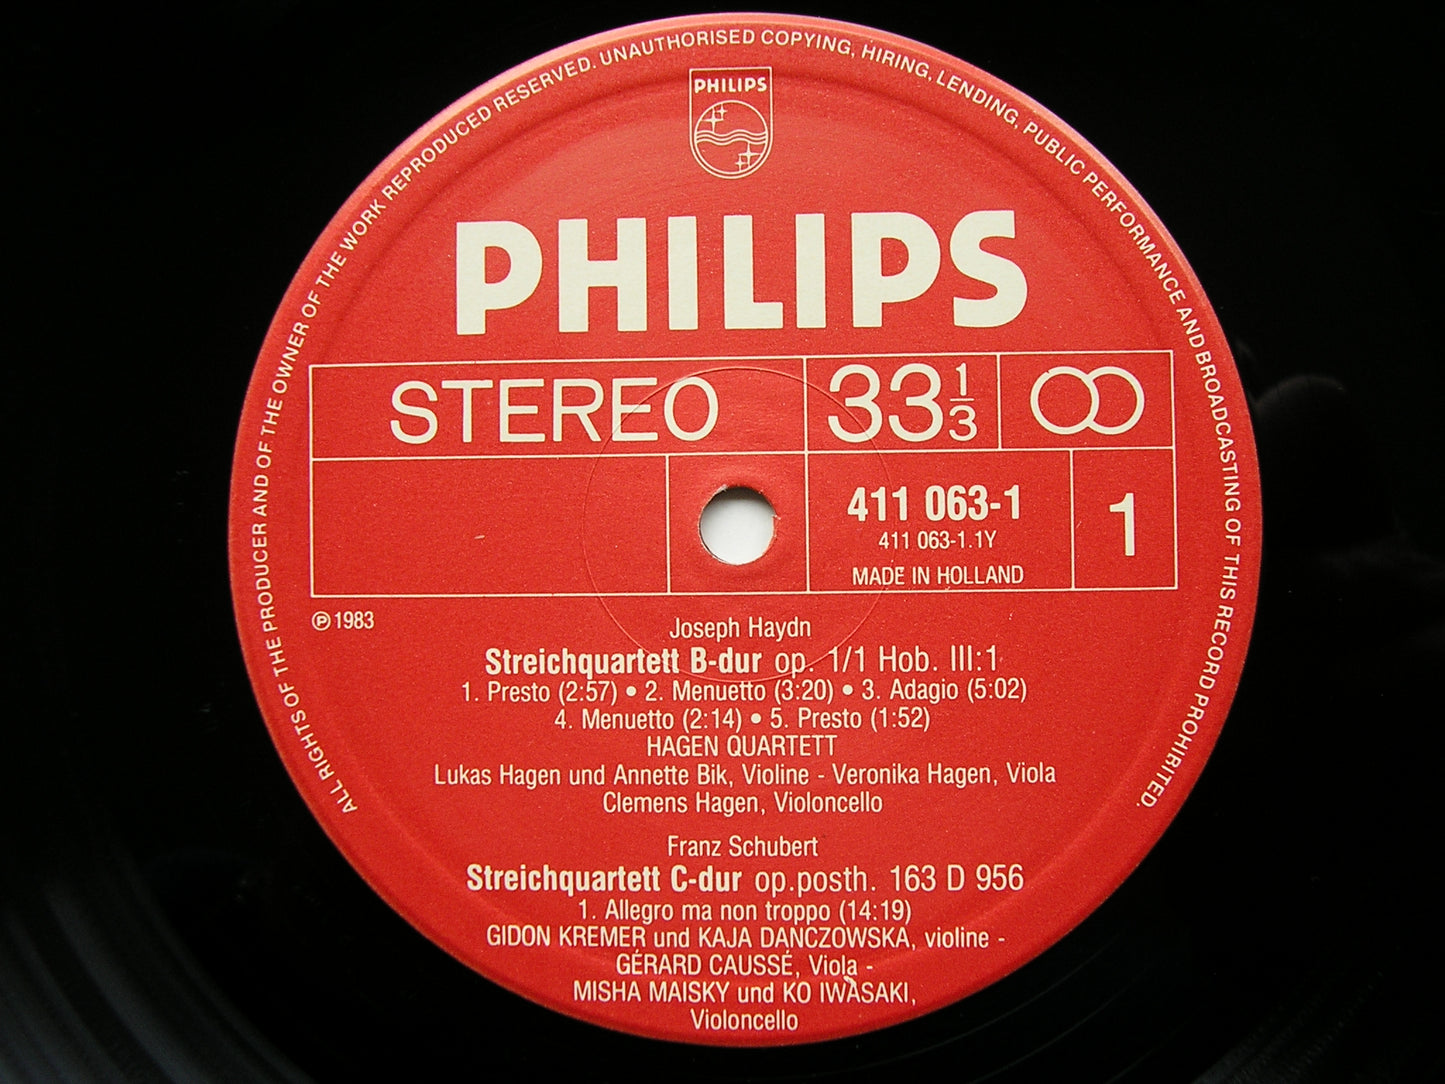 ALL RIGHTS OF THE PRODUCER AND OF THE OWNER OF THE WORK REPRODUCED RESERVED. UNAUTHORISED COPYING, HIRING, LENDING, PUBLIC PERFORMANCE AND BROADCASTING OF THIS RECORD PROHIBITED.
PHILIPS
PHILIPS
STEREO 33 1/3
411 063-1 1
411 063-1.1Y
MADE IN HOLLAND
℗ 1983
Joseph Haydn
Streichquartett B-dur op. 1/1 Hob. III:1
1. Presto (2:57) • 2. Menuetto (3:20) • 3. Adagio (5:02)
4. Menuetto (2:14) • 5. Presto (1:52)
HAGEN QUARTETT
Lukas Hagen und Annette Bik, Violine - Veronika Hagen, Viola
Clemens Hagen, Violoncello
Franz Schubert
Streichquartett C-dur op.posth. 163 D 956
1. Allegro ma non troppo (14:19)
GIDON KREMER und KAJA DANCZOWSKA, violine -
GÉRARD CAUSSÉ, Viola -
MISHA MAISKY und KO IWASAKI,
Violoncello